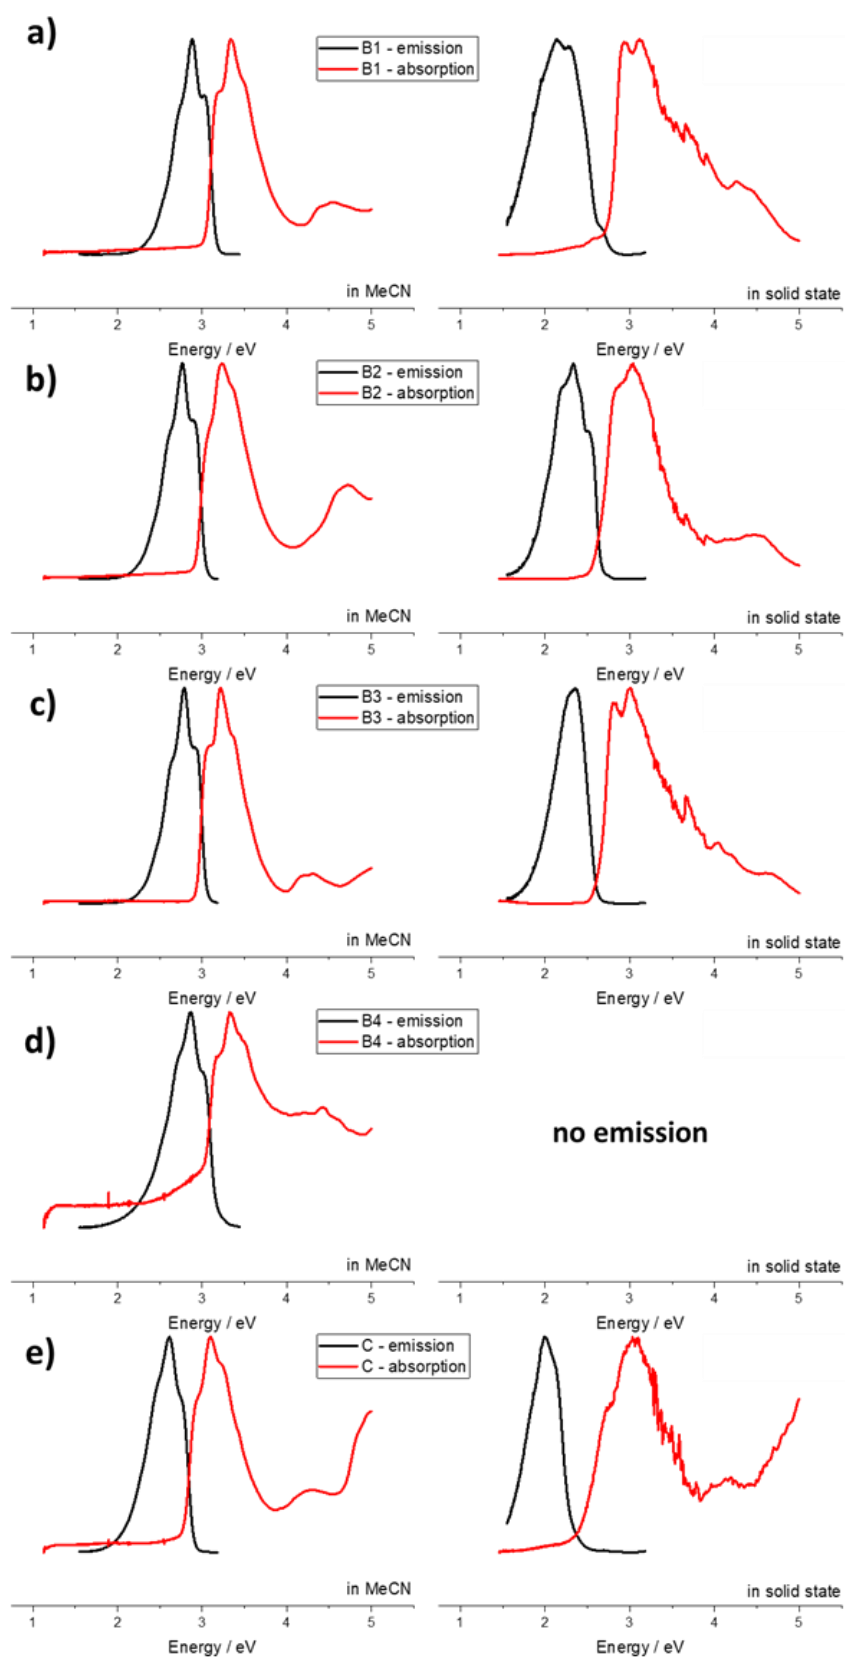 a)
B1 - emission
B1 - absorption
in MeCN
in solid state
1 2 3 4 5
1 2 3 4 5
Energy / eV
Energy / eV
b)
B2 - emission
B2 - absorption
in MeCN
in solid state
1 2 3 4 5
1 2 3 4 5
Energy / eV
Energy / eV
c)
B3 - emission
B3 - absorption
in MeCN
in solid state
1 2 3 4 5
1 2 3 4 5
Energy / eV
Energy / eV
d)
B4 - emission
B4 - absorption
no emission
in MeCN
in solid state
1 2 3 4 5
1 2 3 4 5
Energy / eV
Energy / eV
e)
C - emission
C - absorption
in MeCN
in solid state
1 2 3 4 5
1 2 3 4 5
Energy / eV
Energy / eV